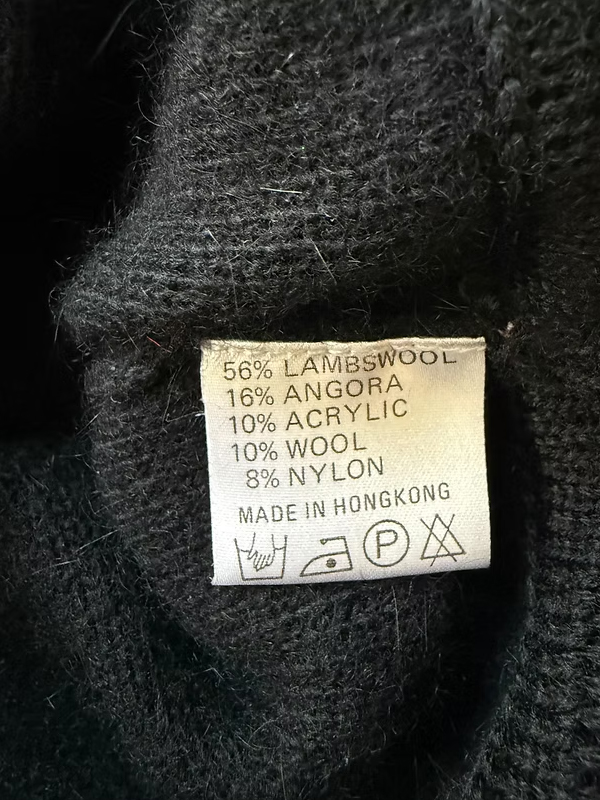 56% LAMBSWOOL
16% ANGORA
10% ACRYLIC
10% WOOL
8% NYLON
MADE IN HONGKONG
P